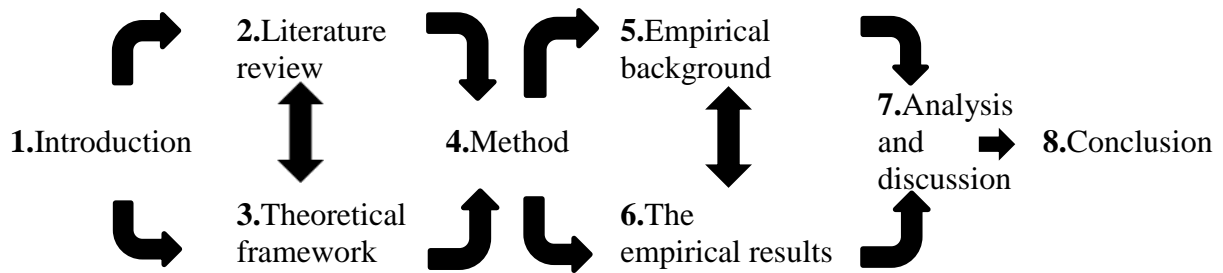 1.Introduction
2.Literature
review
3.Theoretical
framework
4.Method
5.Empirical
background
6.The
empirical results
7.Analysis
and
discussion
8.Conclusion